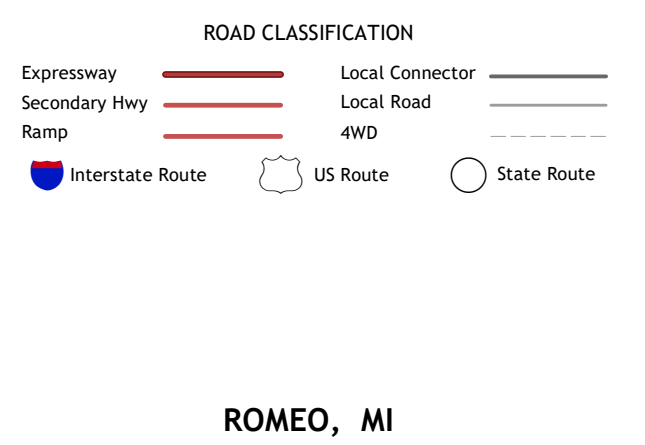 ROAD CLASSIFICATION
Expressway Local Connector
Secondary Hwy Local Road
Ramp 4WD
Interstate Route US Route State Route
ROMEO, MI